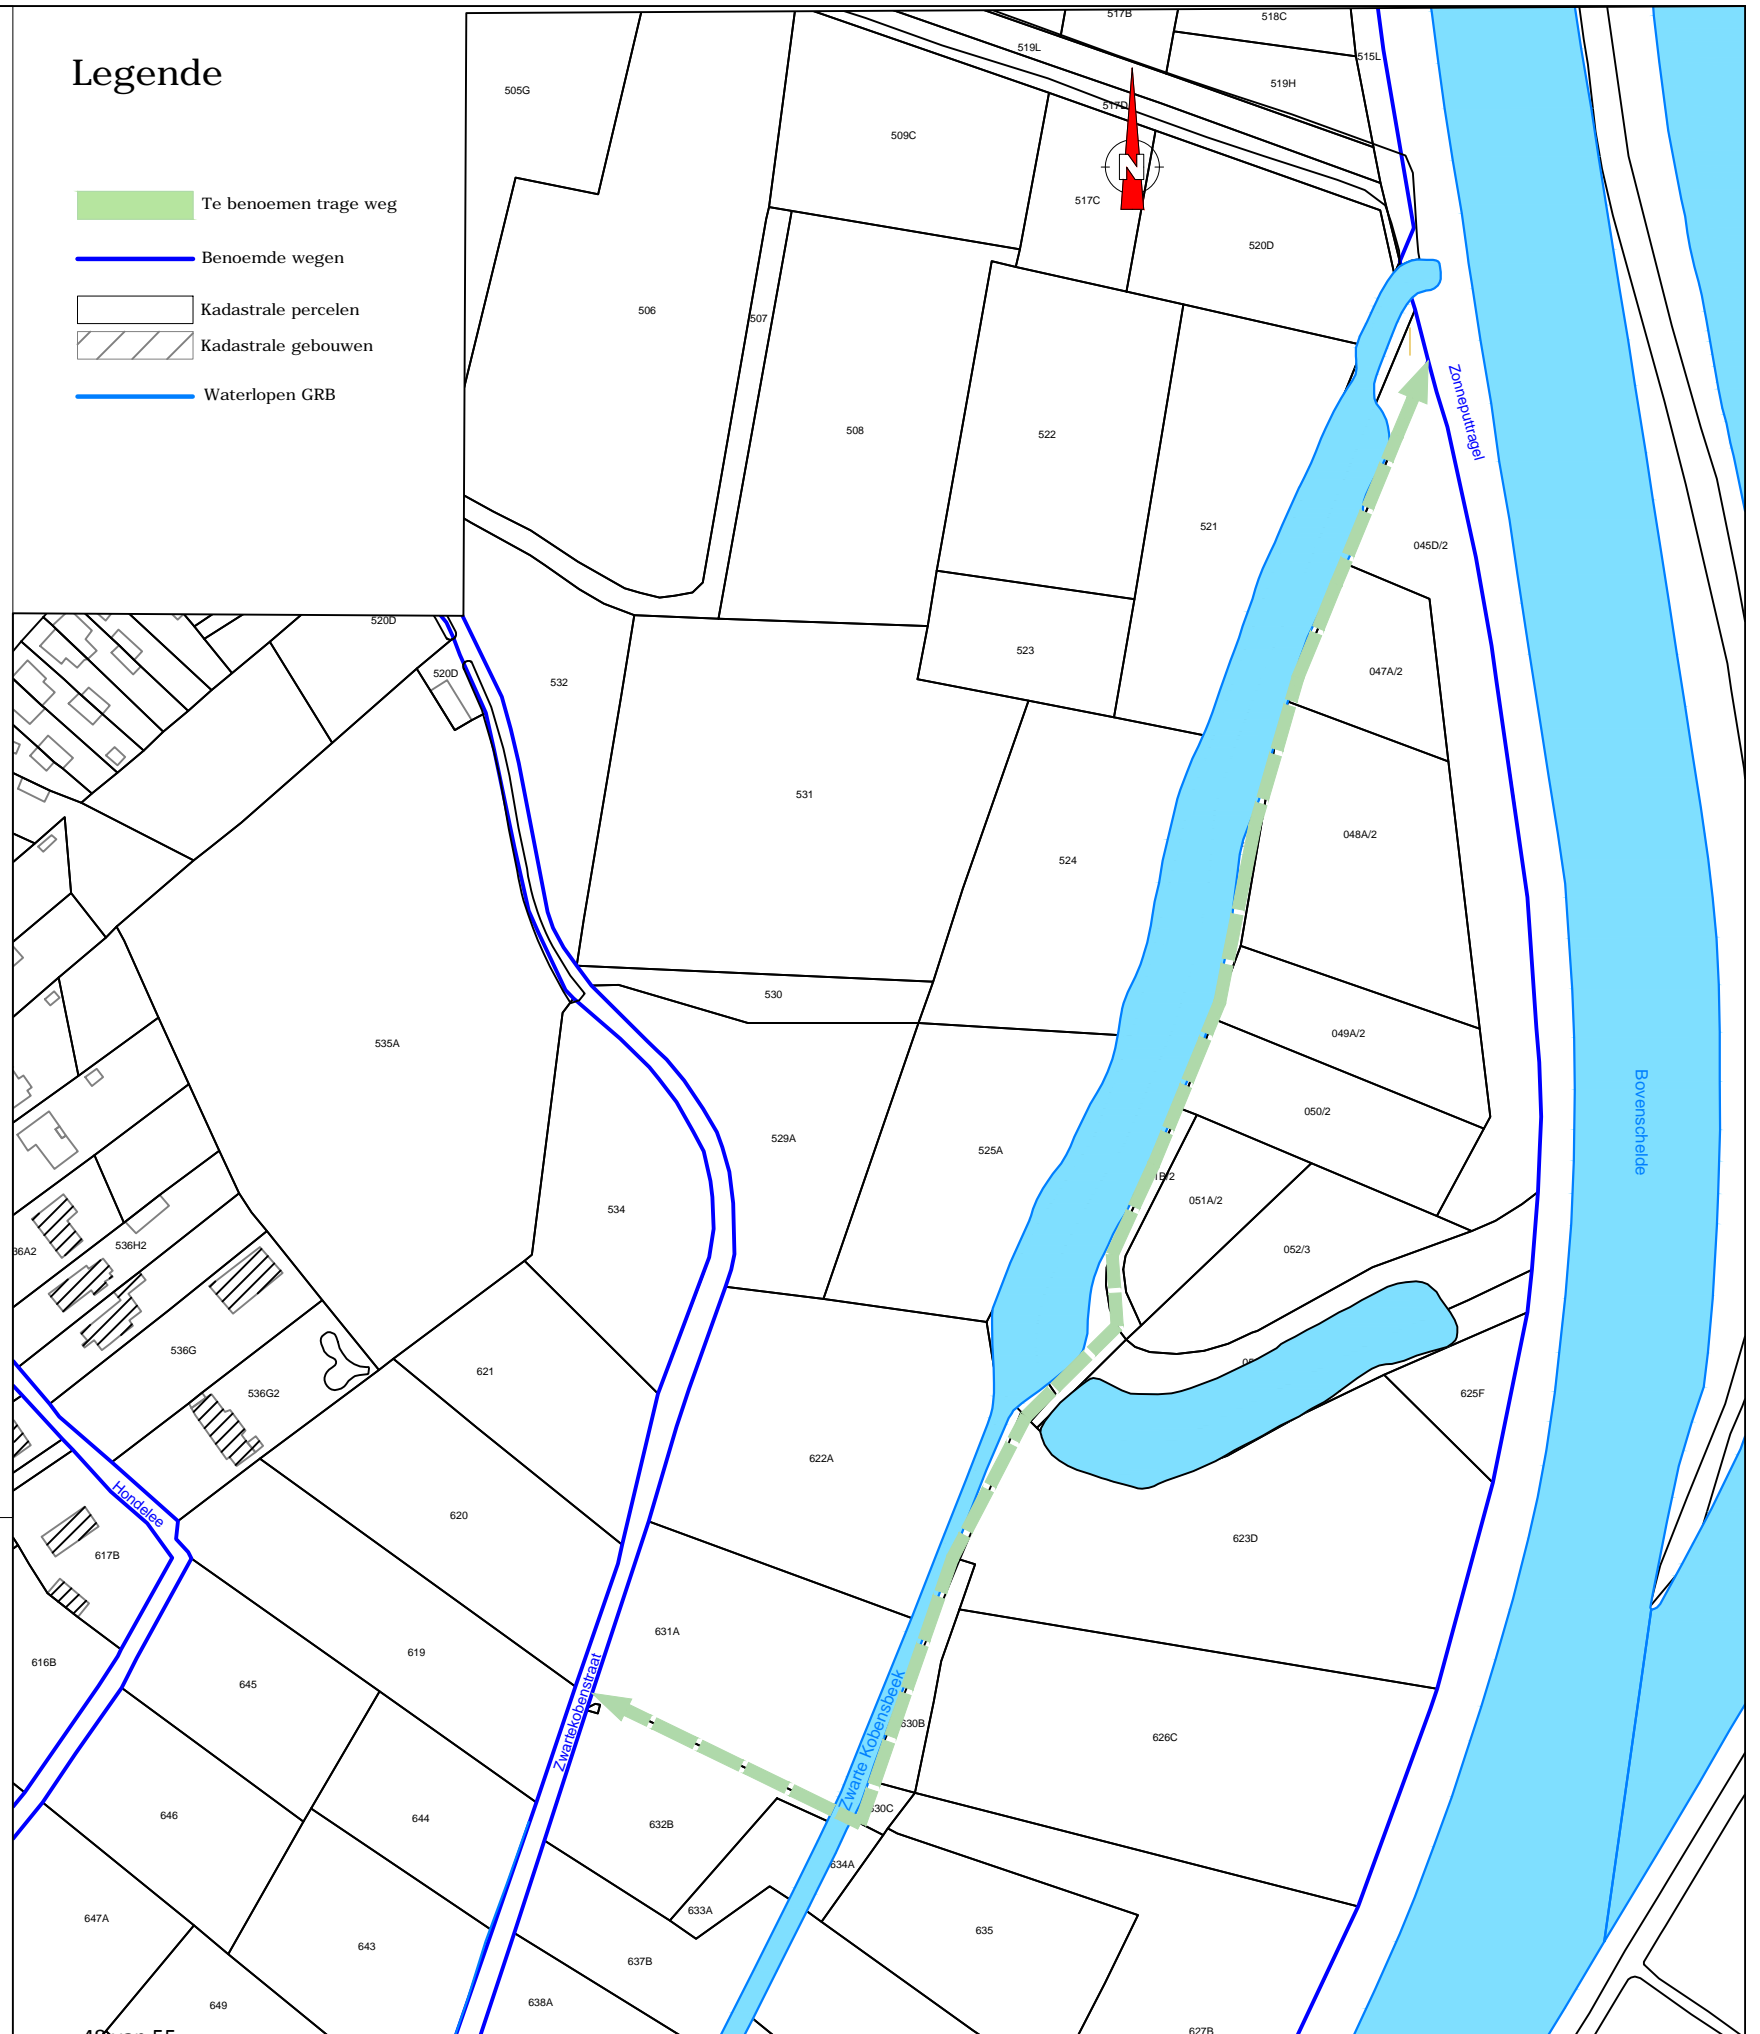 Legende
Te benoemen trage weg
Benoemde wegen
Kadastrale percelen
Kadastrale gebouwen
Waterlopen GRB
517B
518C
519L
515L
519H
505G
517D
509C
517C
520D
506
507
508
522
521
Zonneputtragel
045D/2
520D
520D
532
523
047A/2
531
048A/2
524
530
049A/2
535A
050/2
529A
525A
Bovenschelde
051A/2
534
536H2
052/3
536G
621
536G2
625F
622A
Hondelee
620
623D
617B
631A
619
616B
645
Zwartekobenstraat
Zwarte Kobensbeek
630B
626C
646
644
632B
630C
634A
633A
647A
635
643
637B
649
638A
627B
N